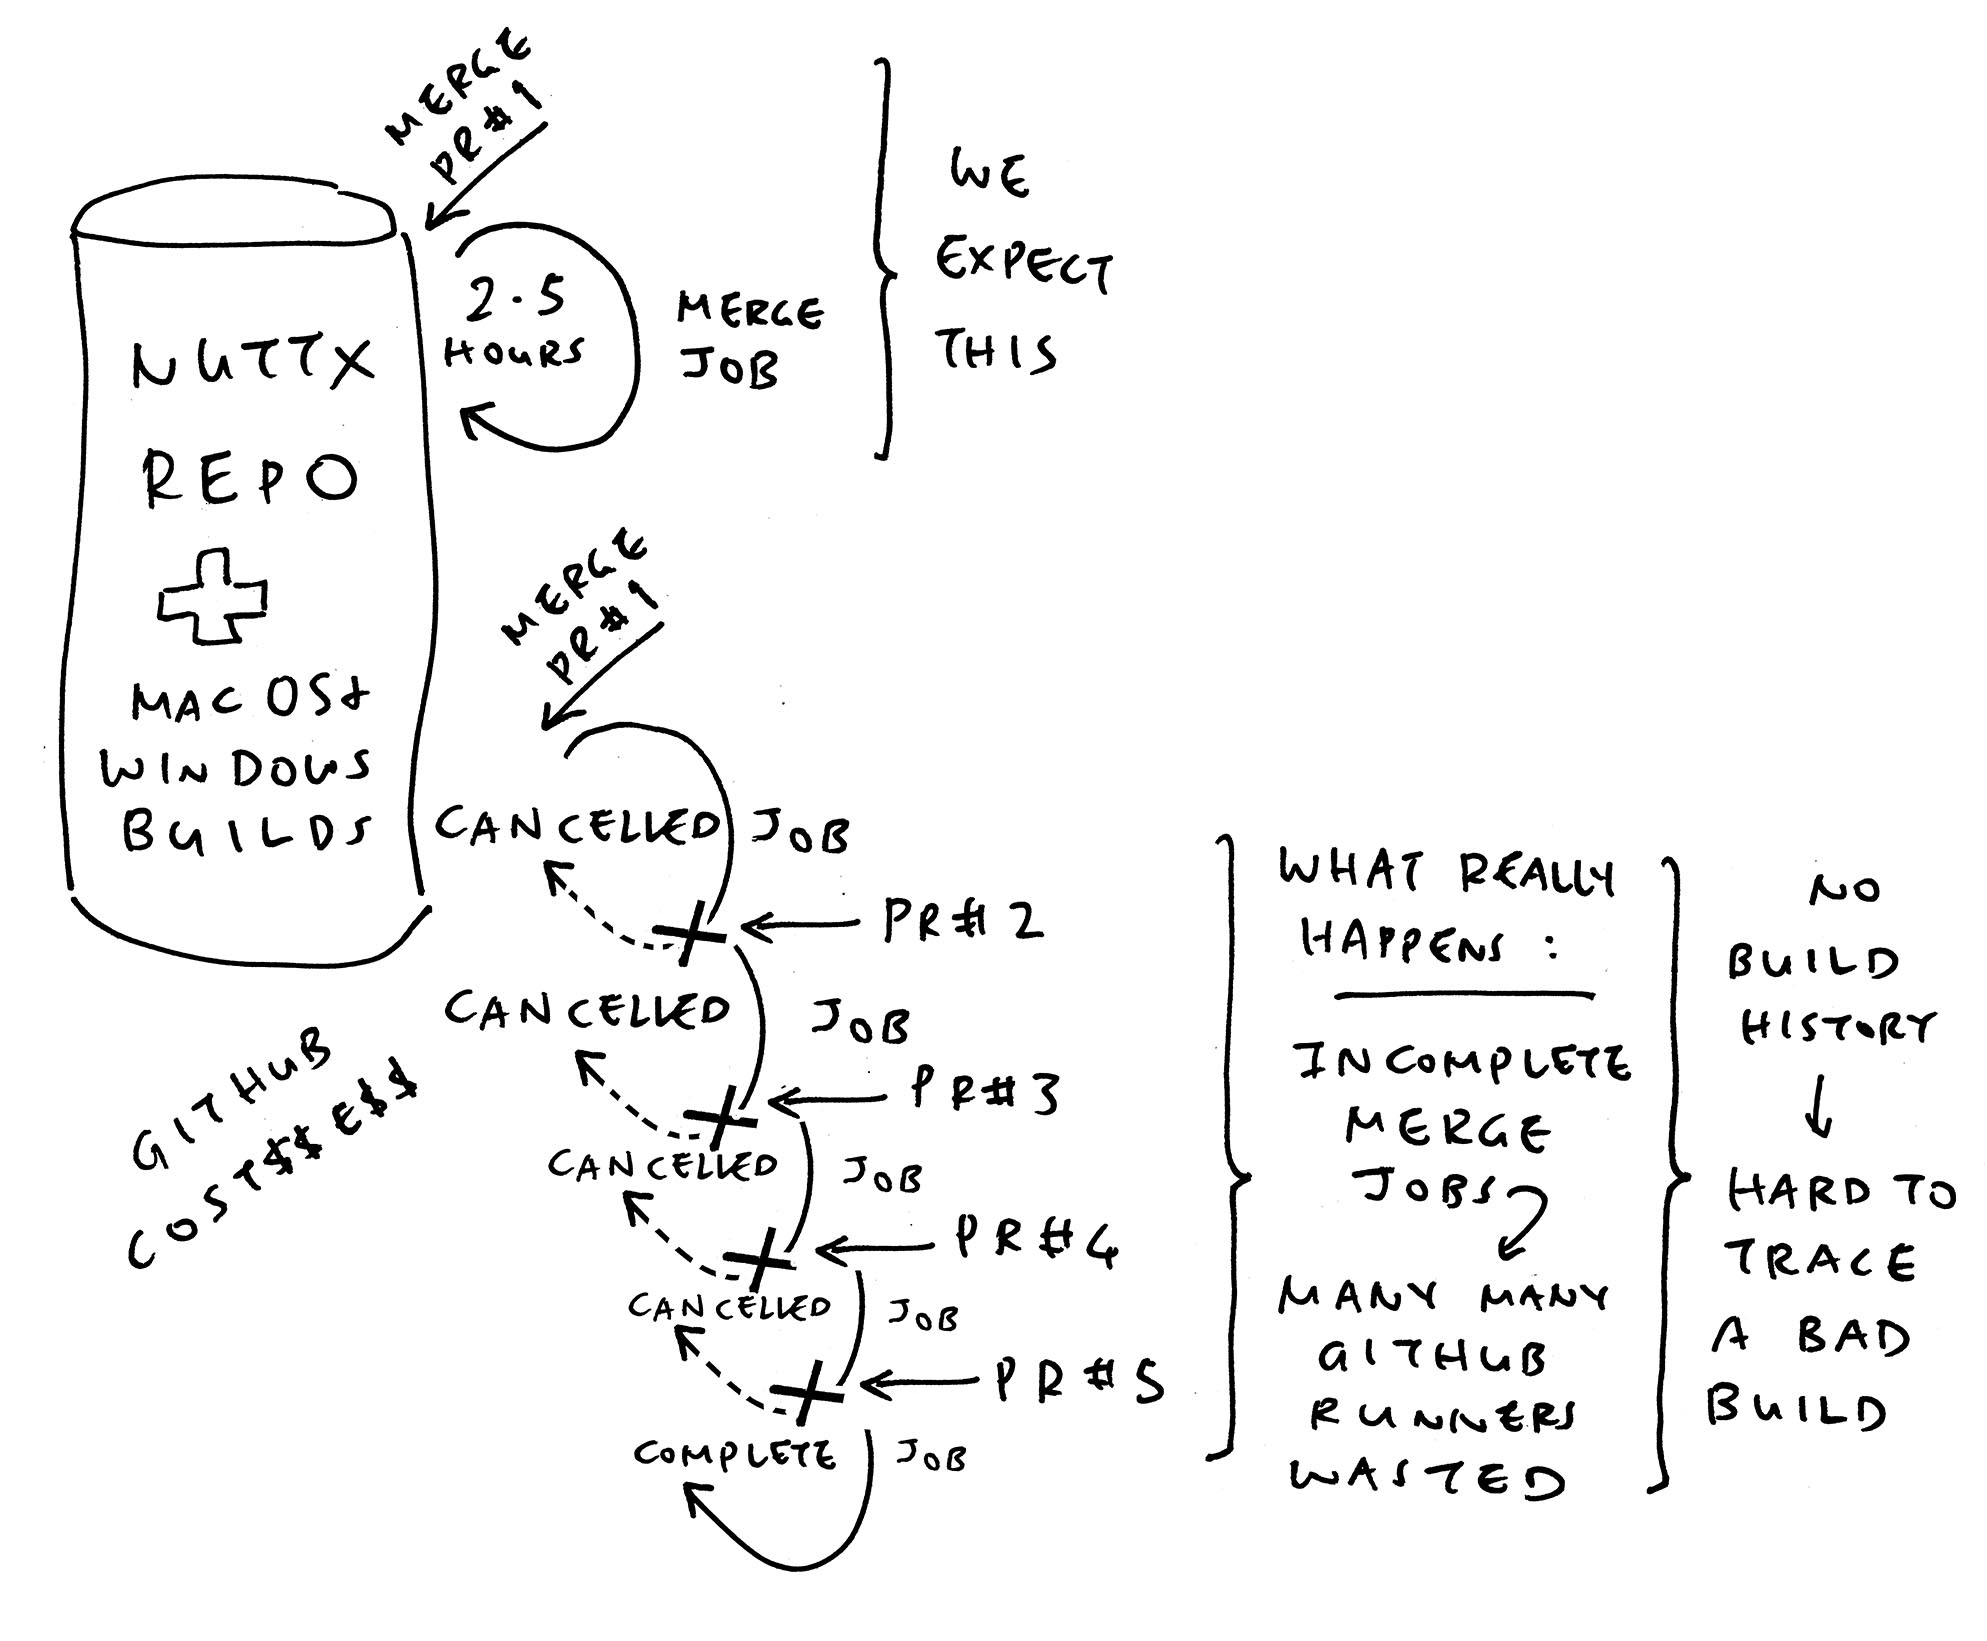 MERGE
PR#1
NUTTX
REPO
MAC OS+
WINDOWS
BUILDS
2.5
HOURS
MERGE
JOB
WE
EXPECT
THIS
MERGE
PR#1
CANCELLED JOB
PR#2
CANCELLED JOB
PR#3
CANCELLED JOB
PR#4
CANCELLED JOB
PR#5
COMPLETE JOB
GITHUB
COST$$ E$$
WHAT REALLY
HAPPENS :
INCOMPLETE
MERGE
JOBS
MANY MANY
GITHUB
RUNNERS
WASTED
NO
BUILD
HISTORY
HARD TO
TRACE
A BAD
BUILD